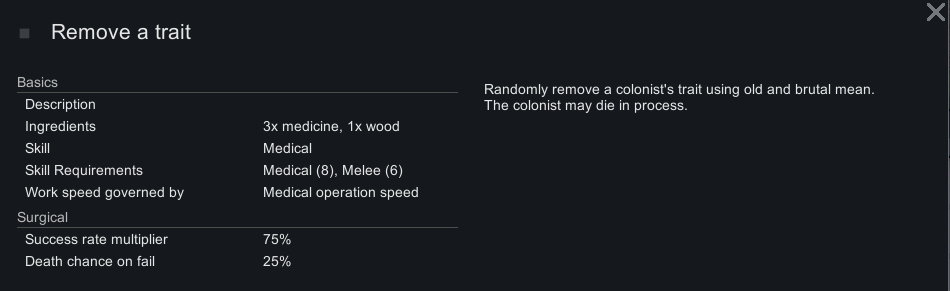 Remove a trait
Basics
Description
Ingredients 3x medicine, 1x wood
Skill Medical
Skill Requirements Medical (8), Melee (6)
Work speed governed by Medical operation speed
Surgical
Success rate multiplier 75%
Death chance on fail 25%
Randomly remove a colonist's trait using old and brutal mean.
The colonist may die in process.